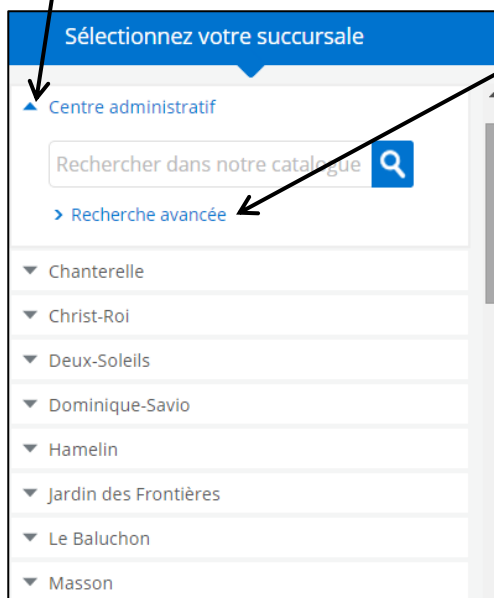 Sélectionnez votre succursale
Centre administratif
Rechercher dans notre catalogue
> Recherche avancée
Chanterelle
Christ-Roi
Deux-Soleils
Dominique-Savio
Hamelin
Jardin des Frontières
Le Baluchon
Masson